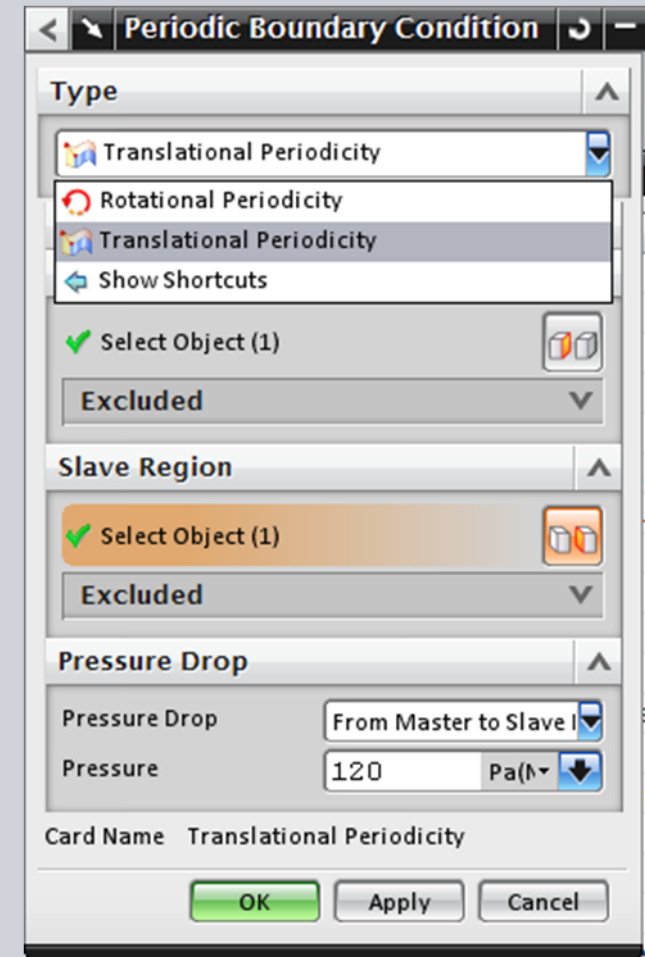 Periodic Boundary Condition
Type
Translational Periodicity
Rotational Periodicity
Translational Periodicity
Show Shortcuts
Select Object (1)
Excluded
Slave Region
Select Object (1)
Excluded
Pressure Drop
Pressure Drop From Master to Slave
Pressure 120 Pa(N
Card Name Translational Periodicity
OK Apply Cancel